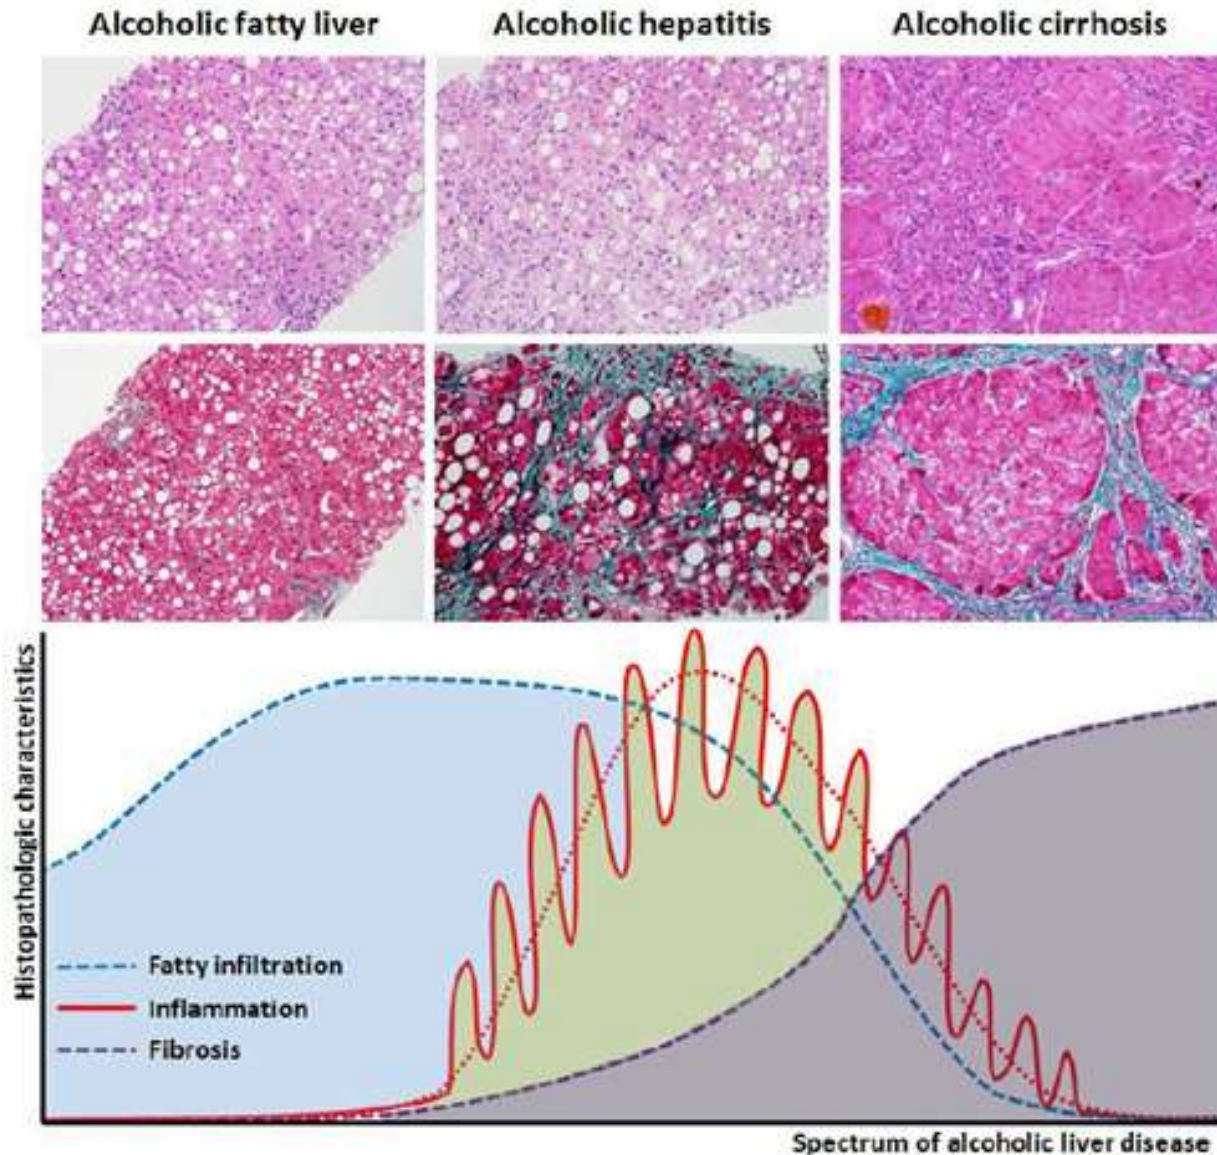 Alcoholic fatty liver
Alcoholic hepatitis
Alcoholic cirrhosis
Histopathologic characteristics
Fatty infiltration
Inflammation
Fibrosis
Spectrum of alcoholic liver disease